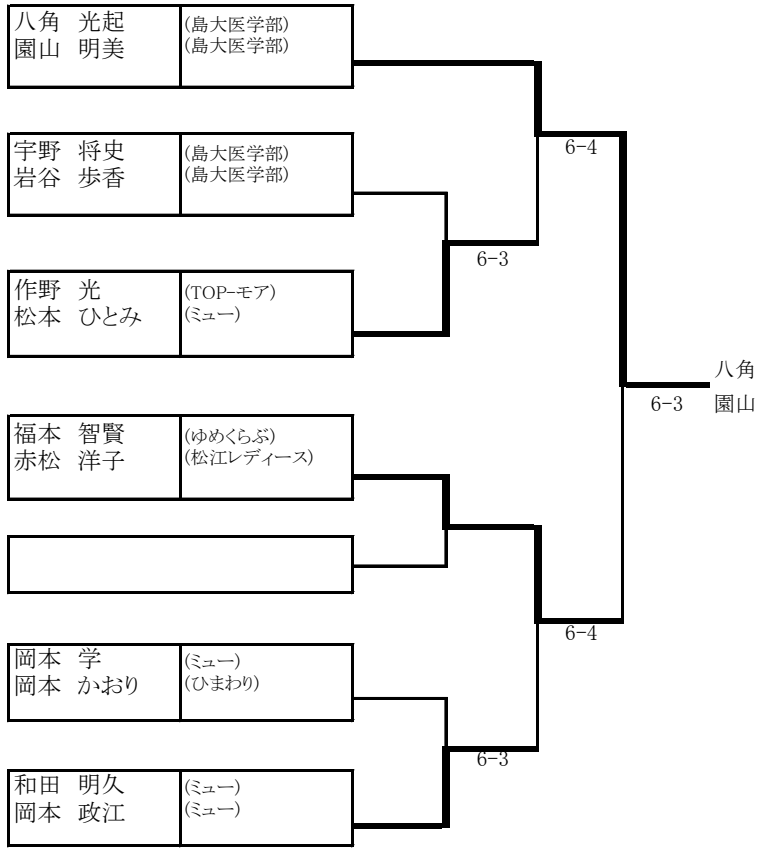 八角 光起 (島大医学部)
園山 明美 (島大医学部)
6-4
宇野 将史 (島大医学部)
岩谷 歩香 (島大医学部)
6-3
作野 光 (TOP-モア)
松本 ひとみ (ミュー)
八角
6-3 園山
福本 智賢 (ゆめくらぶ)
赤松 洋子 (松江レディース)
6-4
岡本 学 (ミュー)
岡本 かおり (ひまわり)
6-3
和田 明久 (ミュー)
岡本 政江 (ミュー)